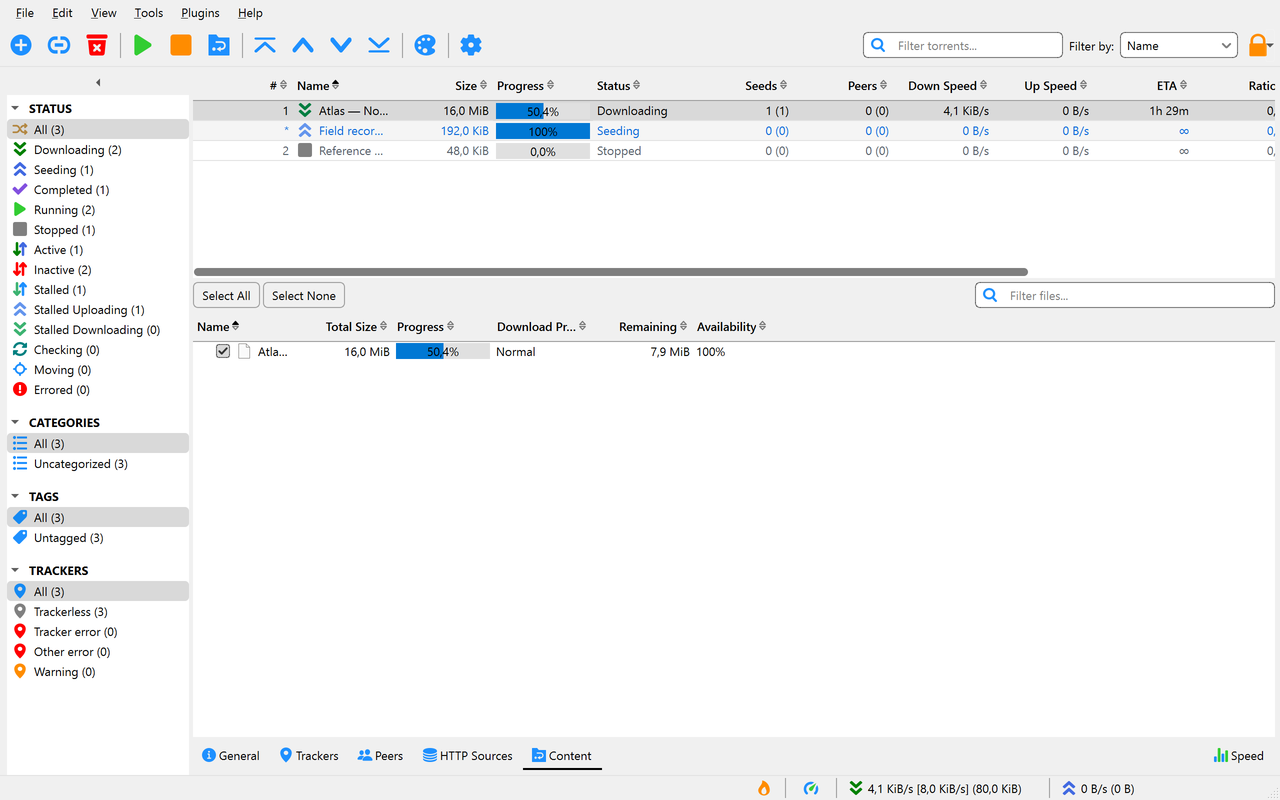 File Edit View Tools Plugins Help
Filter torrents... Filter by: Name
# Name Size Progress Status Seeds Peers Down Speed Up Speed ETA Ratio
1 Atlas — No... 16,0 MiB 50,4% Downloading 1 (1) 0 (0) 4,1 KiB/s 0 B/s 1h 29m 0,
* Field recor... 192,0 KiB 100% Seeding 0 (0) 0 (0) 0 B/s 0 B/s ∞ 0,
2 Reference ... 48,0 KiB 0,0% Stopped 0 (0) 0 (0) 0 B/s 0 B/s ∞ 0,
STATUS
All (3)
Downloading (2)
Seeding (1)
Completed (1)
Running (2)
Stopped (1)
Active (1)
Inactive (2)
Stalled (1)
Stalled Uploading (1)
Stalled Downloading (0)
Checking (0)
Moving (0)
Errored (0)
CATEGORIES
All (3)
Uncategorized (3)
TAGS
All (3)
Untagged (3)
TRACKERS
All (3)
Trackerless (3)
Tracker error (0)
Other error (0)
Warning (0)
Select All Select None Filter files...
Name Total Size Progress Download Pr... Remaining Availability
Atla... 16,0 MiB 50,4% Normal 7,9 MiB 100%
General Trackers Peers HTTP Sources Content Speed
4,1 KiB/s [8,0 KiB/s] (80,0 KiB) 0 B/s (0 B)